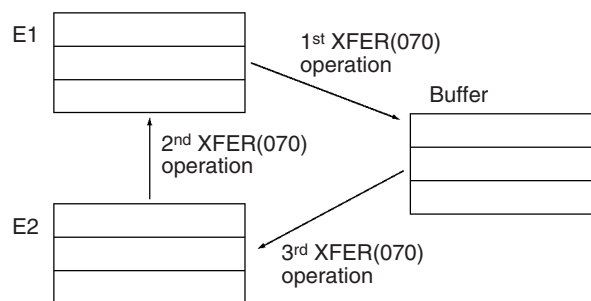 E1
1st XFER(070)
operation
Buffer
2nd XFER(070)
operation
E2
3rd XFER(070)
operation